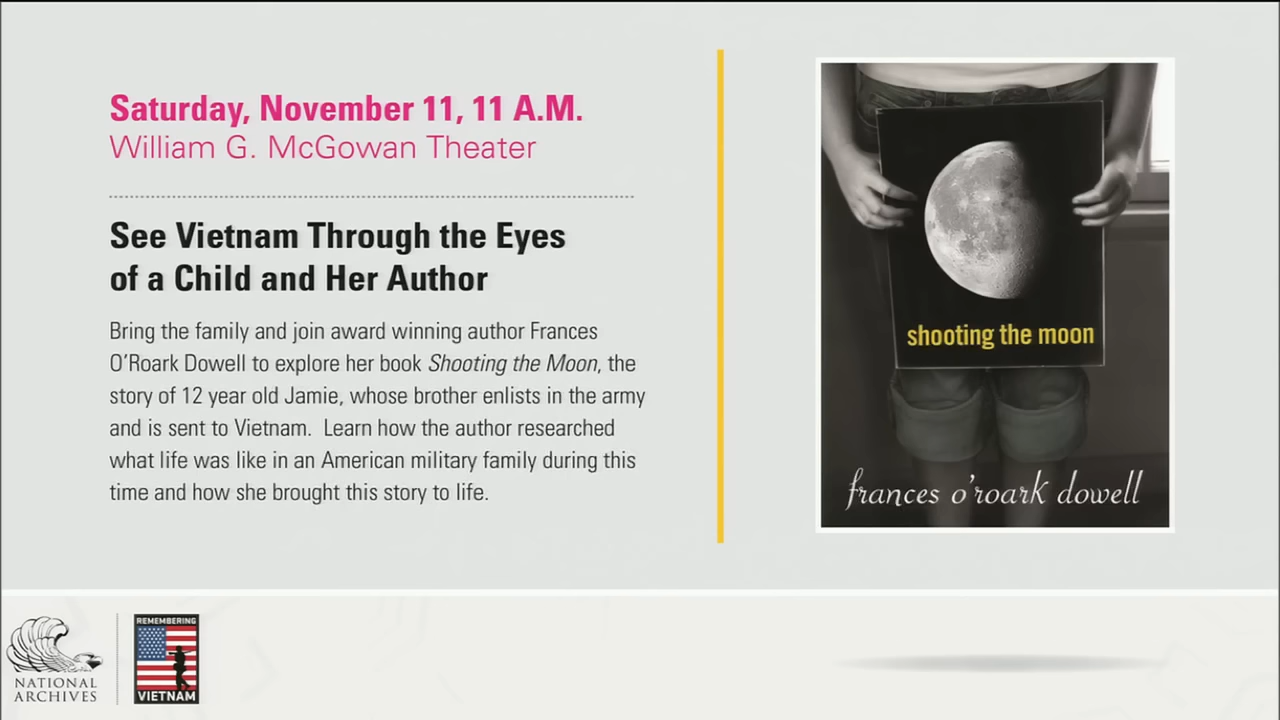 Saturday, November 11, 11 A.M.
William G. McGowan Theater
See Vietnam Through the Eyes
of a Child and Her Author
Bring the family and join award winning author Frances
O'Roark Dowell to explore her book Shooting the Moon, the
story of 12 year old Jamie, whose brother enlists in the army
and is sent to Vietnam.  Learn how the author researched
what life was like in an American military family during this
time and how she brought this story to life.
shooting the moon
frances o'roark dowell
NATIONAL
ARCHIVES
REMEMBERING
VIETNAM